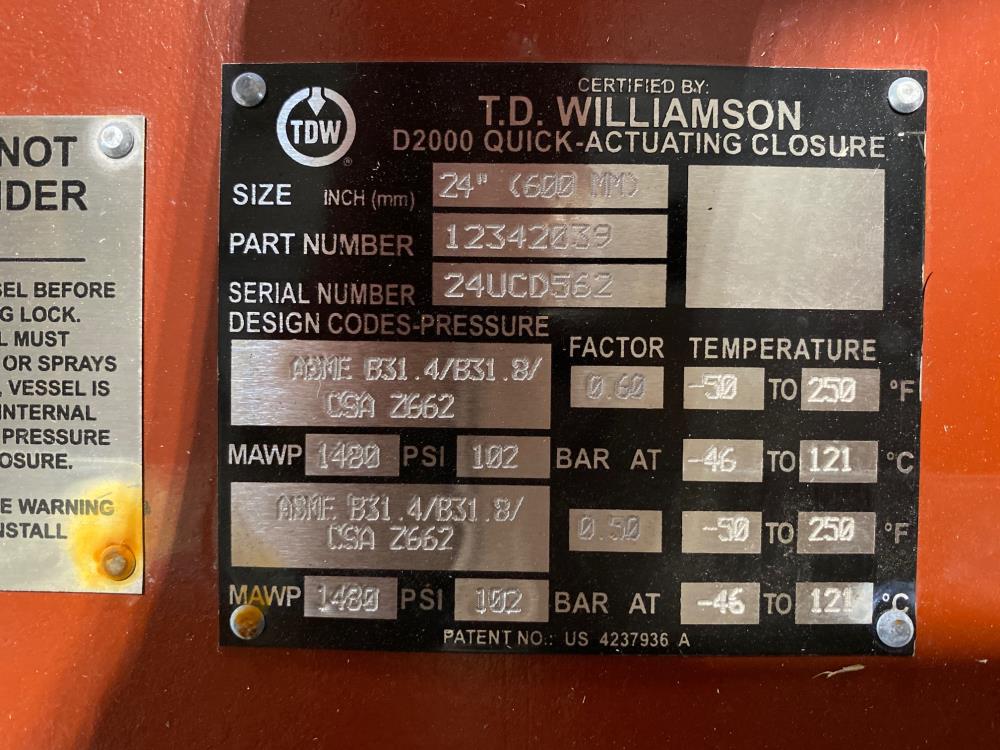 NOT
NDER
SEL BEFORE
G LOCK.
L MUST
OR SPRAYS
, VESSEL IS
INTERNAL
PRESSURE
OSURE.
E WARNING
NSTALL
TDW
®
CERTIFIED BY:
T.D. WILLIAMSON
D2000 QUICK-ACTUATING CLOSURE
SIZE INCH (mm) 24" (600 MM)
PART NUMBER 12342039
SERIAL NUMBER 24UCD562
DESIGN CODES-PRESSURE
FACTOR TEMPERATURE
ASME B31.4/B31.8/
CSA Z662
0.60 -50 TO 250 °F
MAWP 1480 PSI 102 BAR AT -46 TO 121 °C
ASME B31.4/B31.8/
CSA Z662
0.50 -50 TO 250 °F
MAWP 1480 PSI 102 BAR AT -46 TO 121 °C
PATENT NO.: US 4237936 A